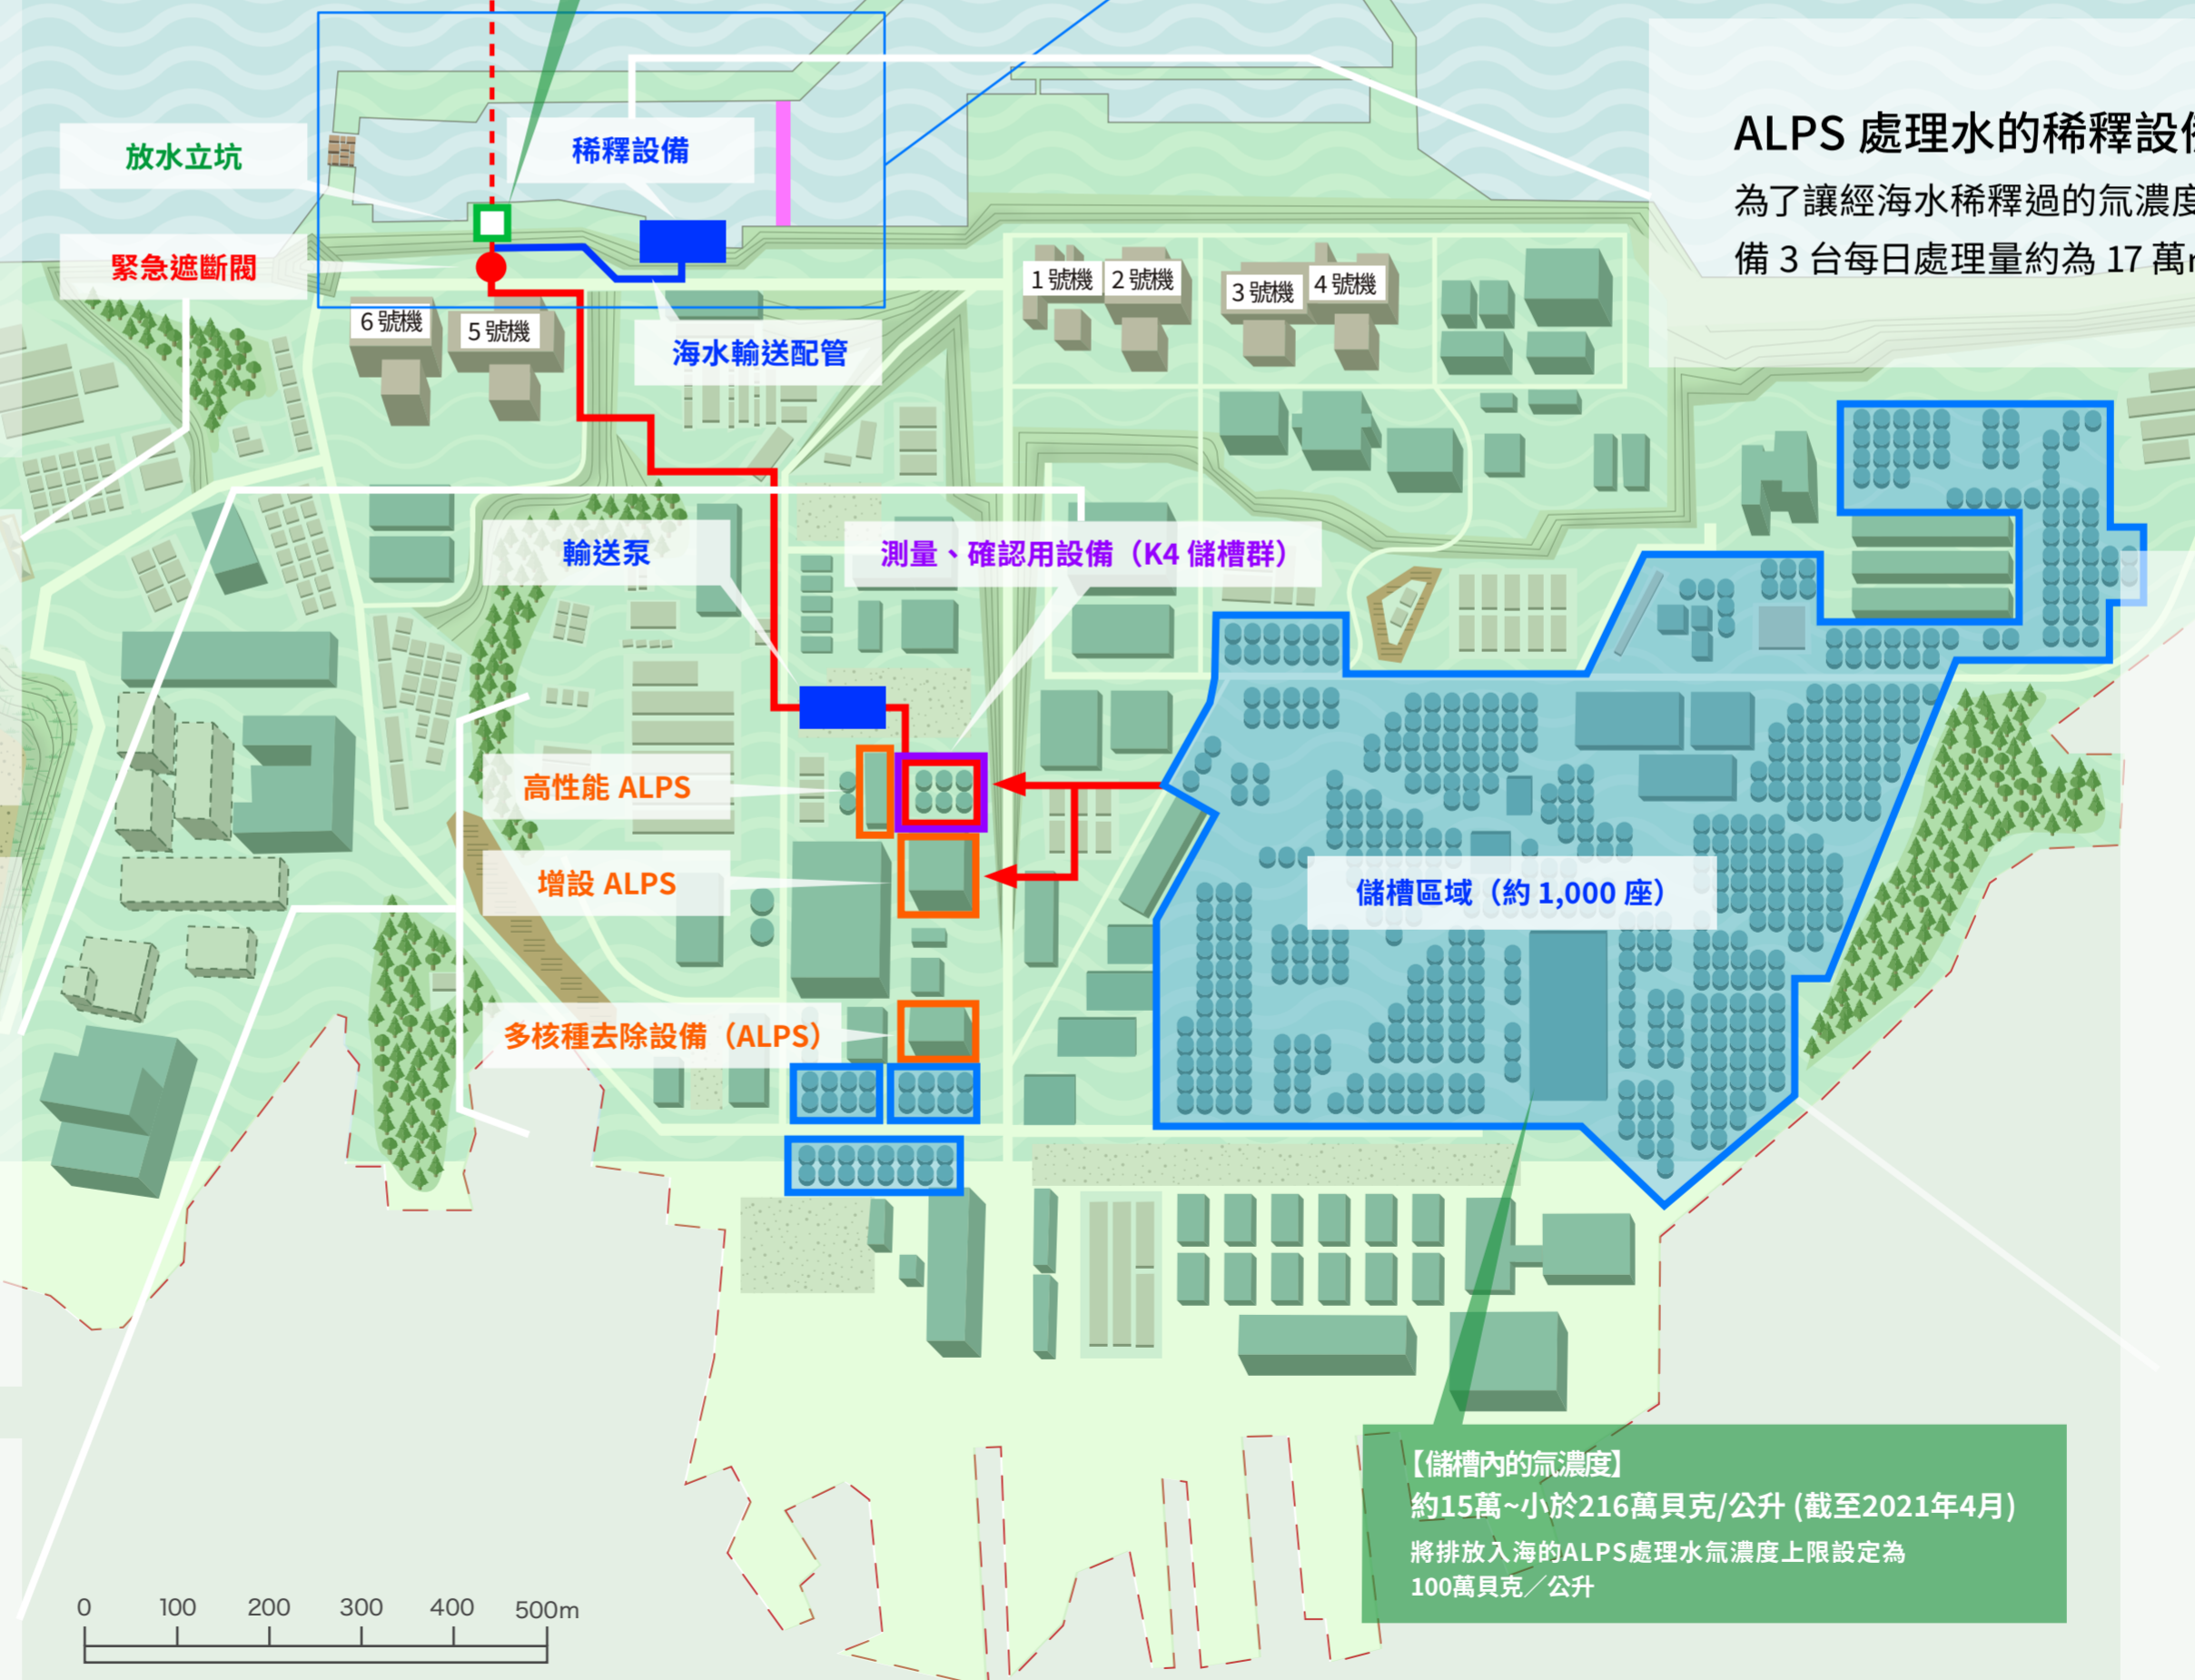 放水立坑
稀釋設備
緊急遮斷閥
ALPS 處理水的稀釋設
為了讓經海水稀釋過的氚濃度
備 3 台每日處理量約為 17 萬
1 號機
2 號機
3 號機
4 號機
6 號機
5 號機
海水輸送配管
輸送泵
測量、確認用設備（K4 儲槽群）
高性能 ALPS
增設 ALPS
儲槽區域（約 1,000 座）
多核種去除設備（ALPS）
【儲槽內的氚濃度】
約15萬~小於216萬貝克/公升 (截至2021年4月)
將排放入海的ALPS處理水氚濃度上限設定為
100萬貝克／公升
0 100 200 300 400 500m